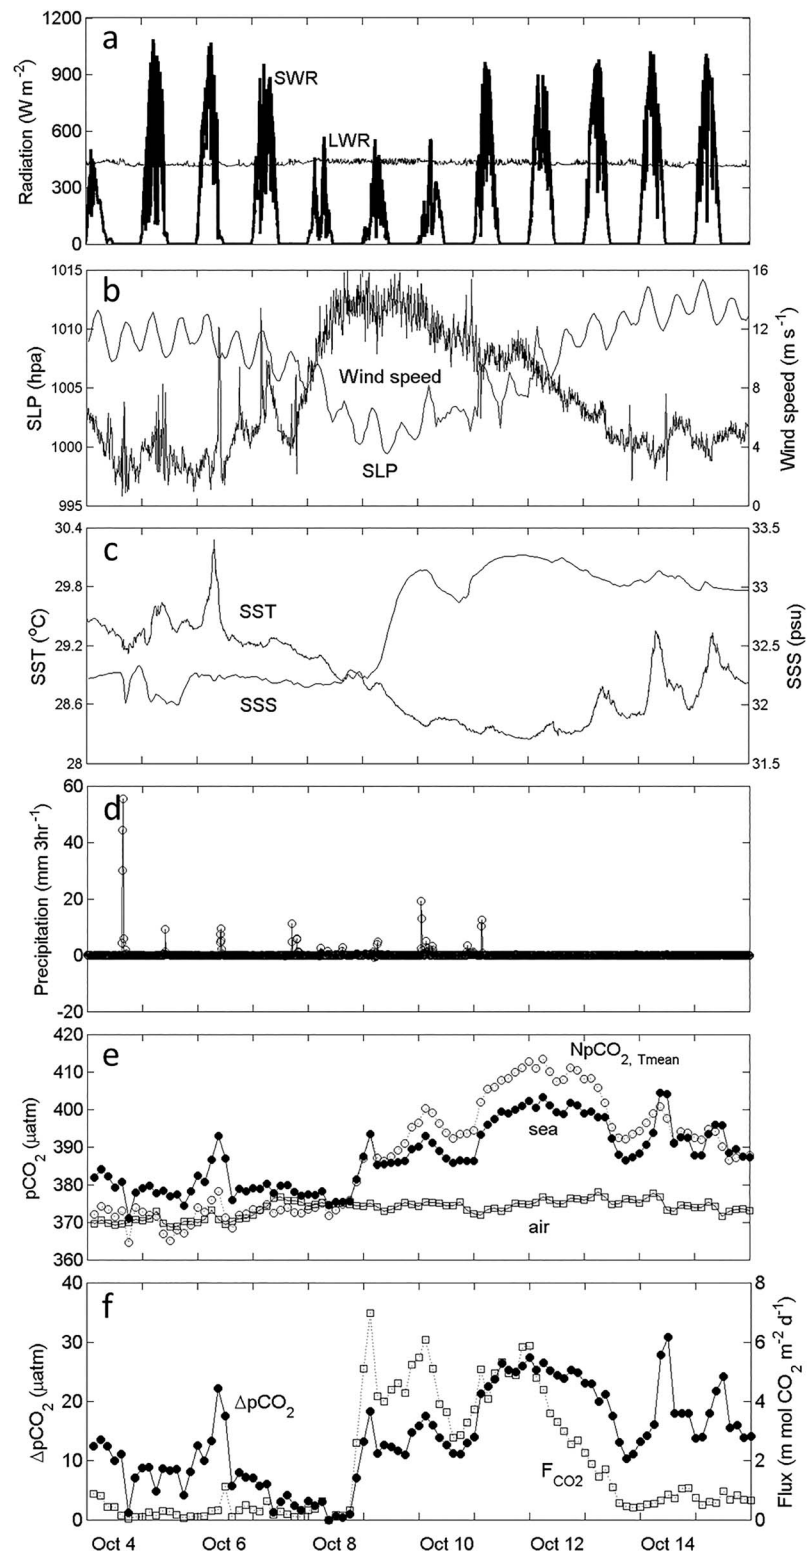 a
1200
900
600
300
0
Radiation (W m-2)
SWR
LWR
b
1015
1010
1005
1000
995
SLP (hpa)
16
12
8
4
0
Wind speed (m s-1)
Wind speed
SLP
c
30.4
29.8
29.2
28.6
28
SST (oC)
33.5
33
32.5
32
31.5
SSS (psu)
SST
SSS
d
60
40
20
0
-20
Precipitation (mm 3hr-1)
e
420
410
400
390
380
370
360
pCO2 (μatm)
NpCO2, Tmean
sea
air
f
40
30
20
10
0
ΔpCO2 (μatm)
8
6
4
2
0
Flux (m mol CO2 m-2 d-1)
ΔpCO2
FCO2
Oct 4 Oct 6 Oct 8 Oct 10 Oct 12 Oct 14